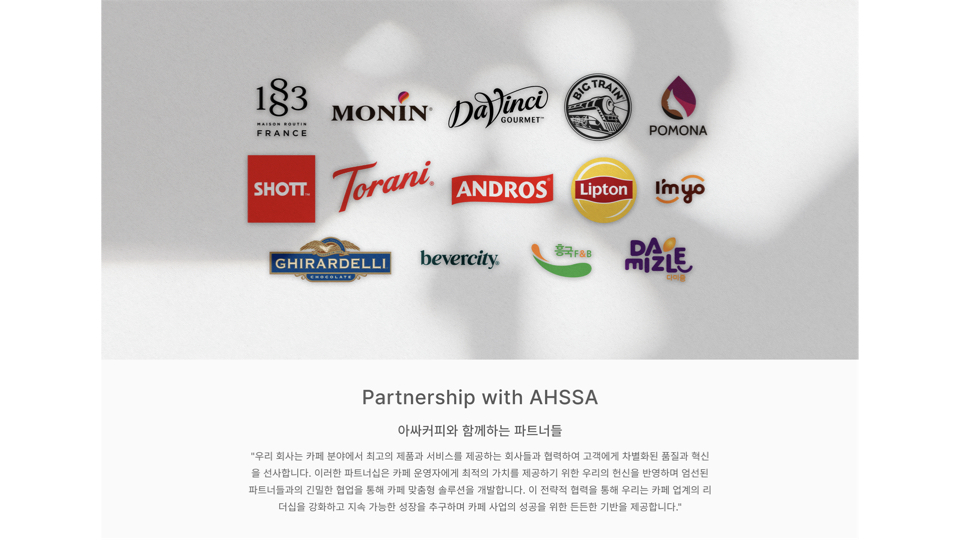 1883
MAISON ROUTIN
FRANCE
MONIN®
DaVinci
GOURMET™
BIG TRAIN
POMONA
SHOTT™
Torani®
ANDROS®
Lipton
I'm yo
GHIRARDELLI
CHOCOLATE
bevercity®
흥국F&B
DA
MIZLE
다미즐
Partnership with AHSSA
아싸커피와 함께하는 파트너들
"우리 회사는 카페 분야에서 최고의 제품과 서비스를 제공하는 회사들과 협력하여 고객에게 차별화된 품질과 혁신
을 선사합니다. 이러한 파트너십은 카페 운영자에게 최적의 가치를 제공하기 위한 우리의 헌신을 반영하며 엄선된
파트너들과의 긴밀한 협업을 통해 카페 맞춤형 솔루션을 개발합니다. 이 전략적 협력을 통해 우리는 카페 업계의 리
더십을 강화하고 지속 가능한 성장을 추구하며 카페 사업의 성공을 위한 든든한 기반을 제공합니다."